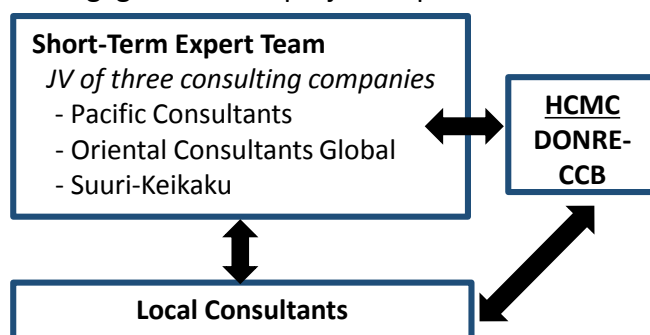 Short-Term Expert Team
JV of three consulting companies
- Pacific Consultants
- Oriental Consultants Global
- Suuri-Keikaku
HCMC
DONRE-
CCB
Local Consultants